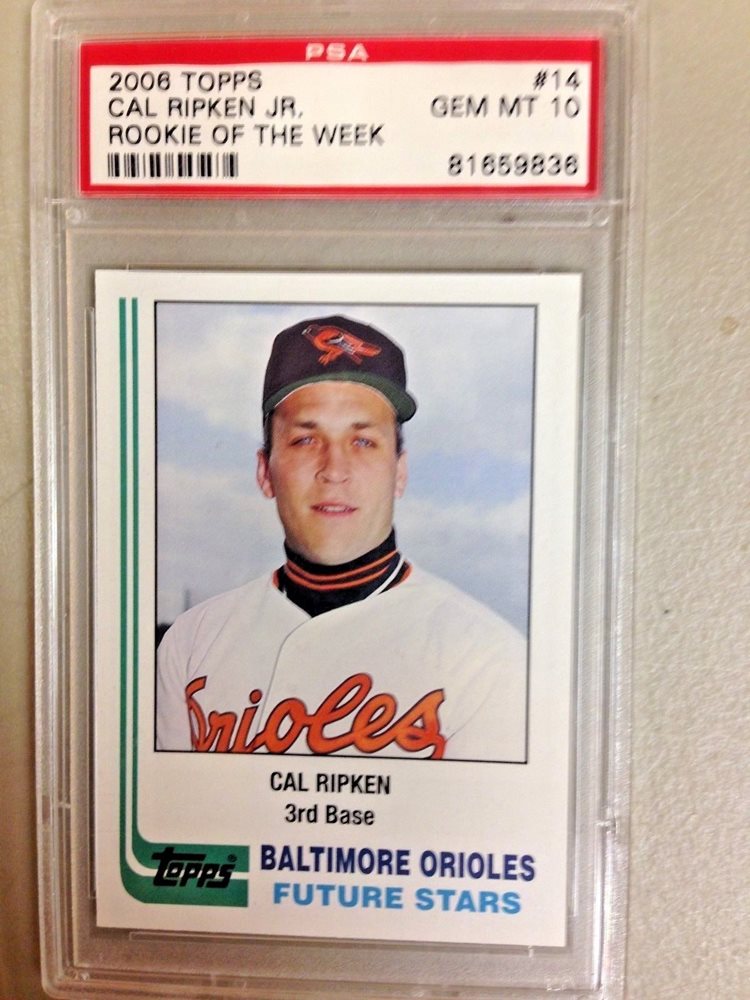 PSA
2006 TOPPS #14
CAL RIPKEN JR. GEM MT 10
ROOKIE OF THE WEEK
81659836
Orioles
CAL RIPKEN
3rd Base
Topps®
BALTIMORE ORIOLES
FUTURE STARS